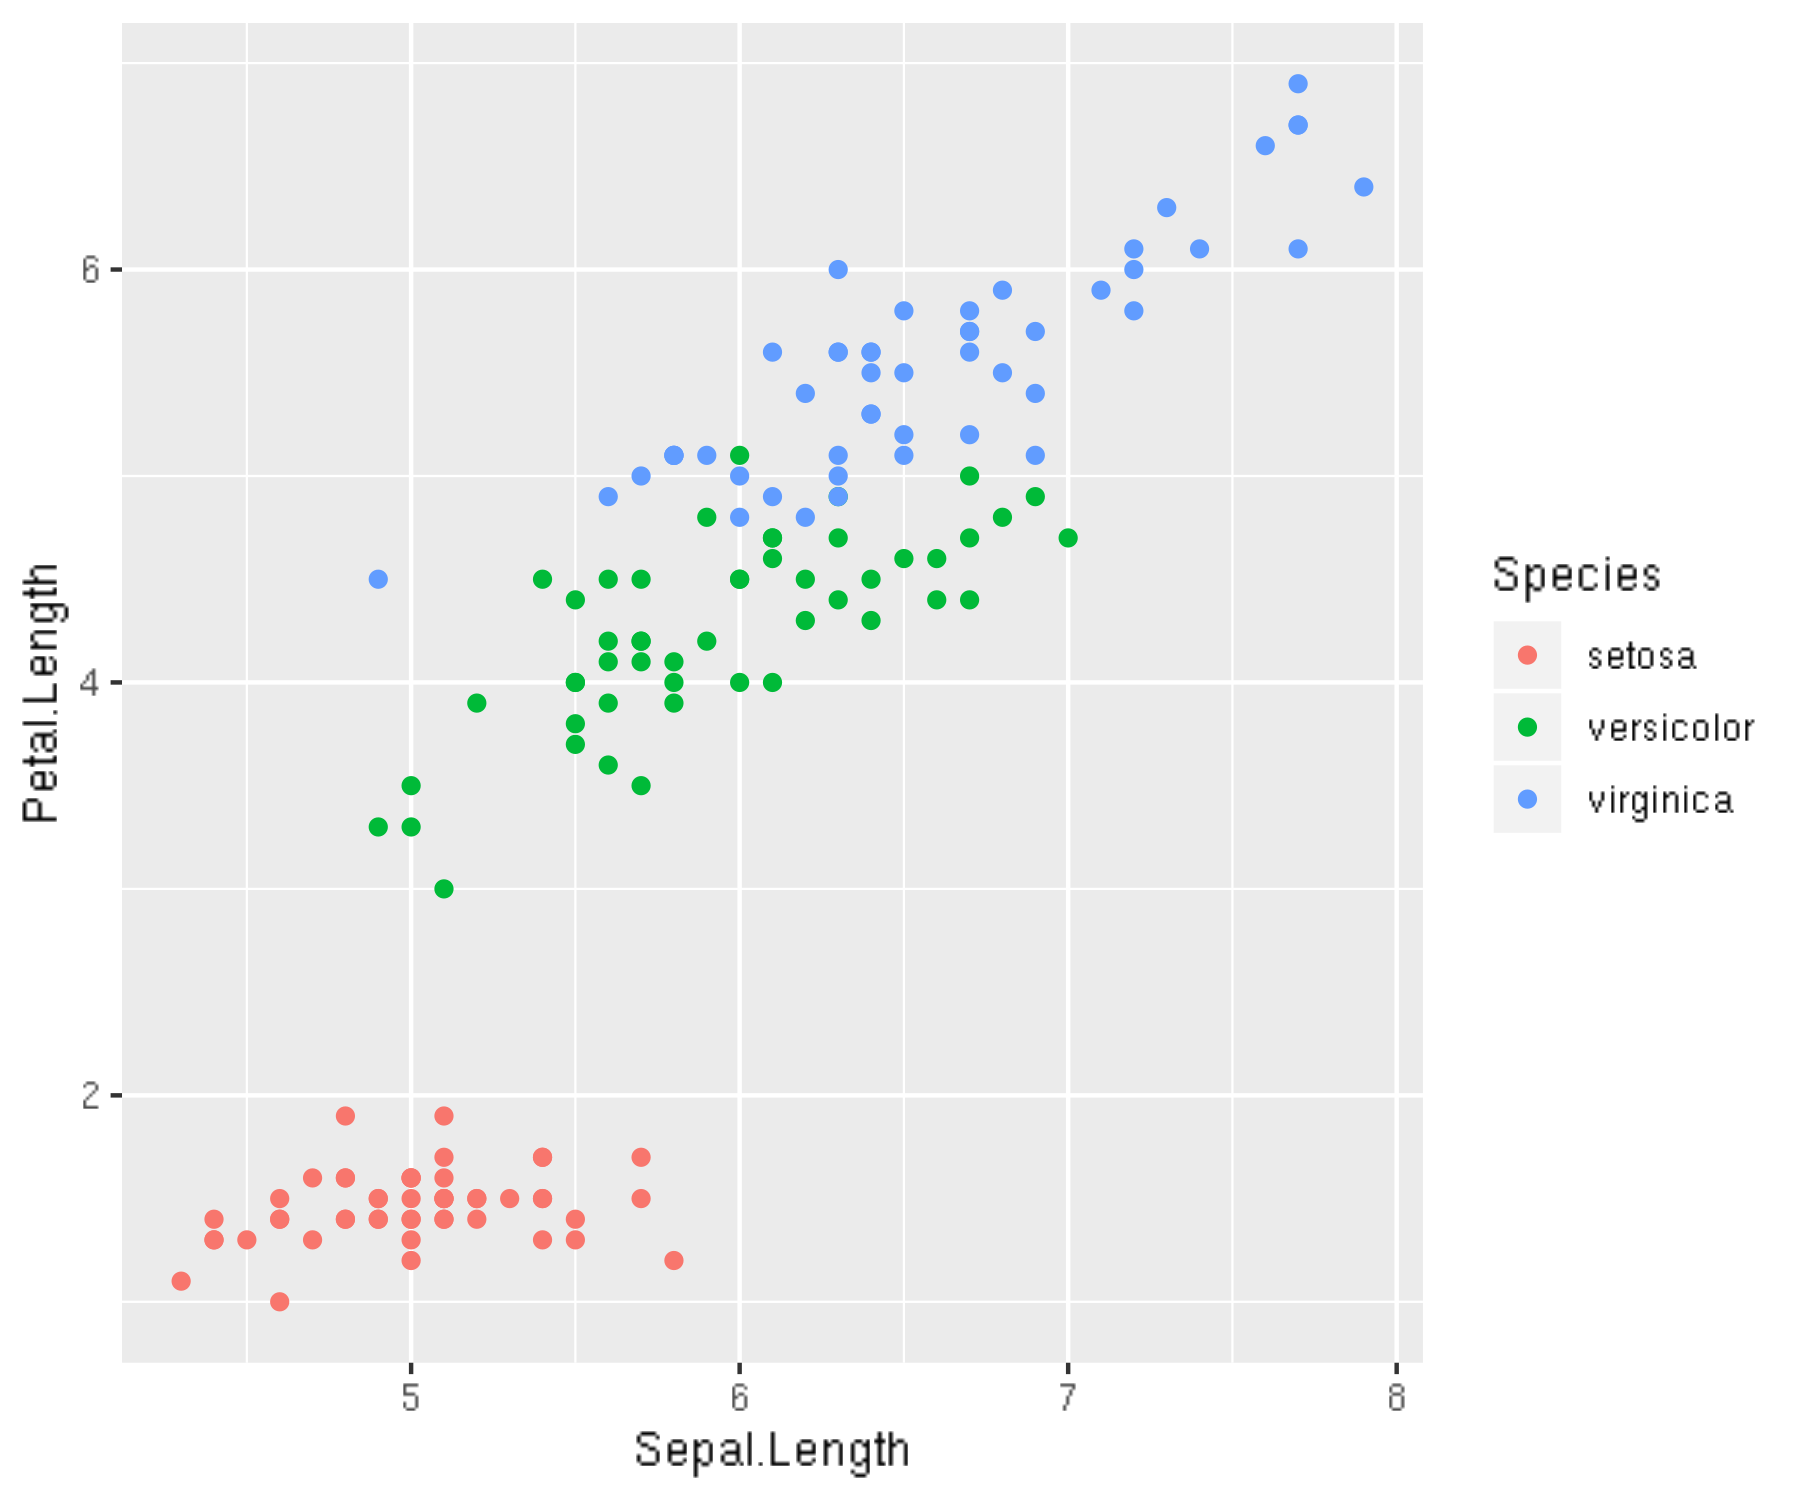 6
4
2
Petal.Length
5 6 7 8
Sepal.Length
Species
setosa
versicolor
virginica